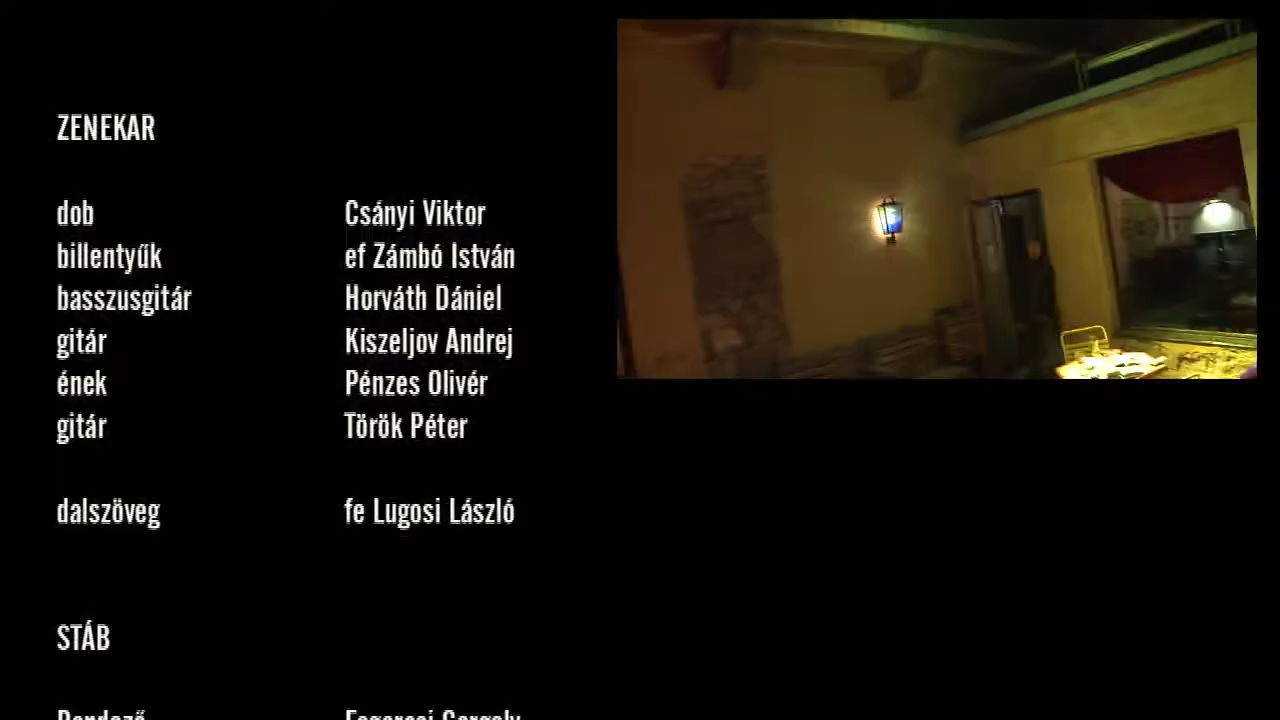 ZENEKAR
dob Csányi Viktor
billentyűk ef Zámbó István
basszusgitár Horváth Dániel
gitár Kiszeljov Andrej
ének Pénzes Olivér
gitár Török Péter
dalszöveg fe Lugosi László
STÁB
Rendező